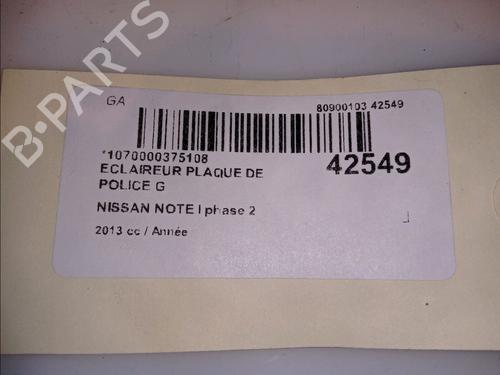 B-PARTS
GA
80900103 42549
*1070000375108
42549
ECLAIREUR PLAQUE DE
POLICE G
NISSAN NOTE I phase 2
2013 cc / Année